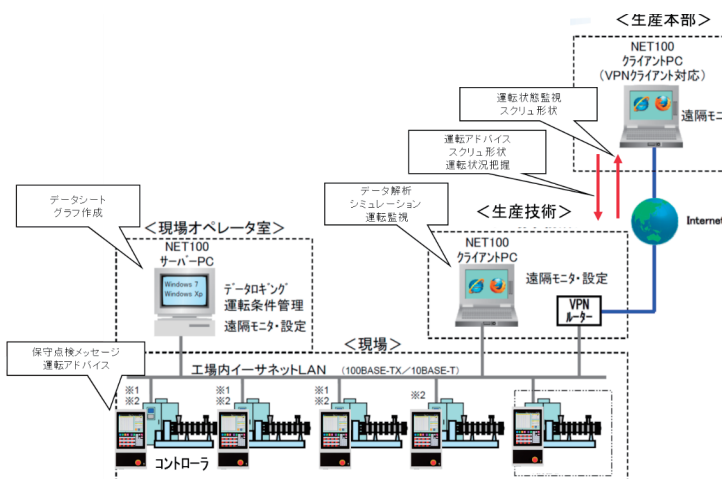 ＜生産本部＞
NET100
クライアントPC
(VPNクライアント対応)
遠隔モニ
運転状態監視
スクリュ形状
運転アドバイス
スクリュ形状
運転状況把握
データ解析
シミュレーション
運転監視
＜生産技術＞
Internet
データシート
グラフ作成
＜現場オペレータ室＞
NET100
サーバーPC
Windows 7
Windows Xp
データロギング
運転条件管理
遠隔モニタ・設定
NET100
クライアントPC
遠隔モニタ・設定
VPN
ルーター
＜現場＞
保守点検メッセージ
運転アドバイス
工場内イーサネットLAN (100BASE-TX／10BASE-T)
※1
※2
※1
※2
※1
※2
※2
コントローラ